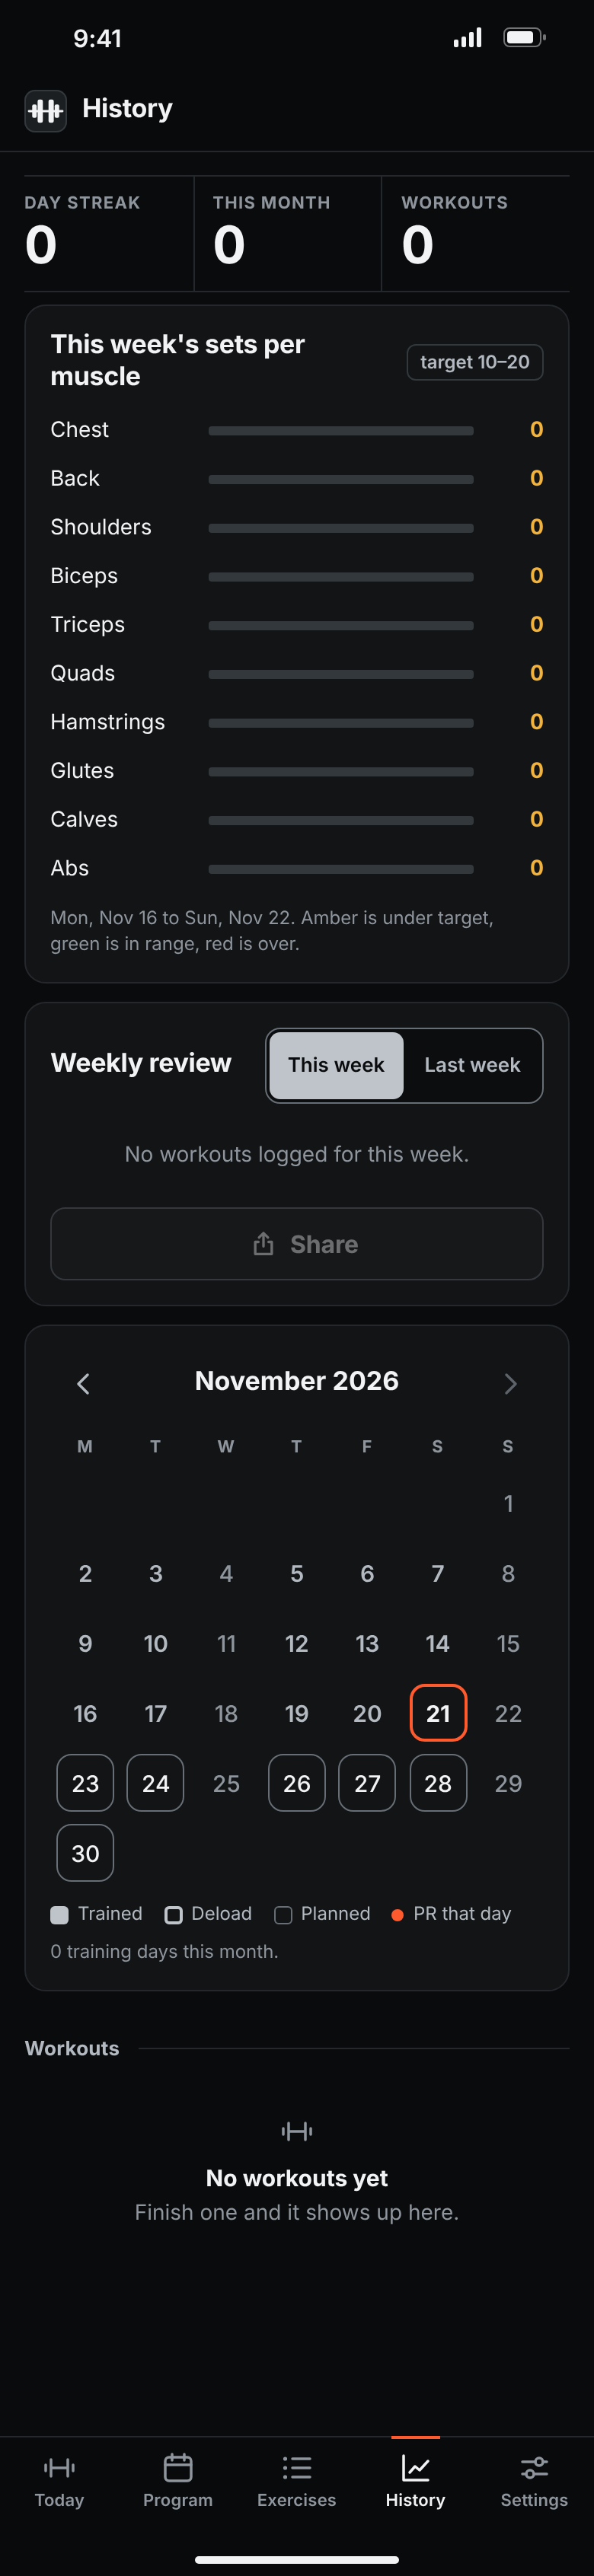 9:41
History
DAY STREAK
0
THIS MONTH
0
WORKOUTS
0
This week's sets per
muscle
target 10–20
Chest 0
Back 0
Shoulders 0
Biceps 0
Triceps 0
Quads 0
Hamstrings 0
Glutes 0
Calves 0
Abs 0
Mon, Nov 16 to Sun, Nov 22. Amber is under target,
green is in range, red is over.
Weekly review
This week
Last week
No workouts logged for this week.
Share
November 2026
M T W T F S S
1
2 3 4 5 6 7 8
9 10 11 12 13 14 15
16 17 18 19 20 21 22
23 24 25 26 27 28 29
30
Trained Deload Planned PR that day
0 training days this month.
Workouts
No workouts yet
Finish one and it shows up here.
Today Program Exercises History Settings